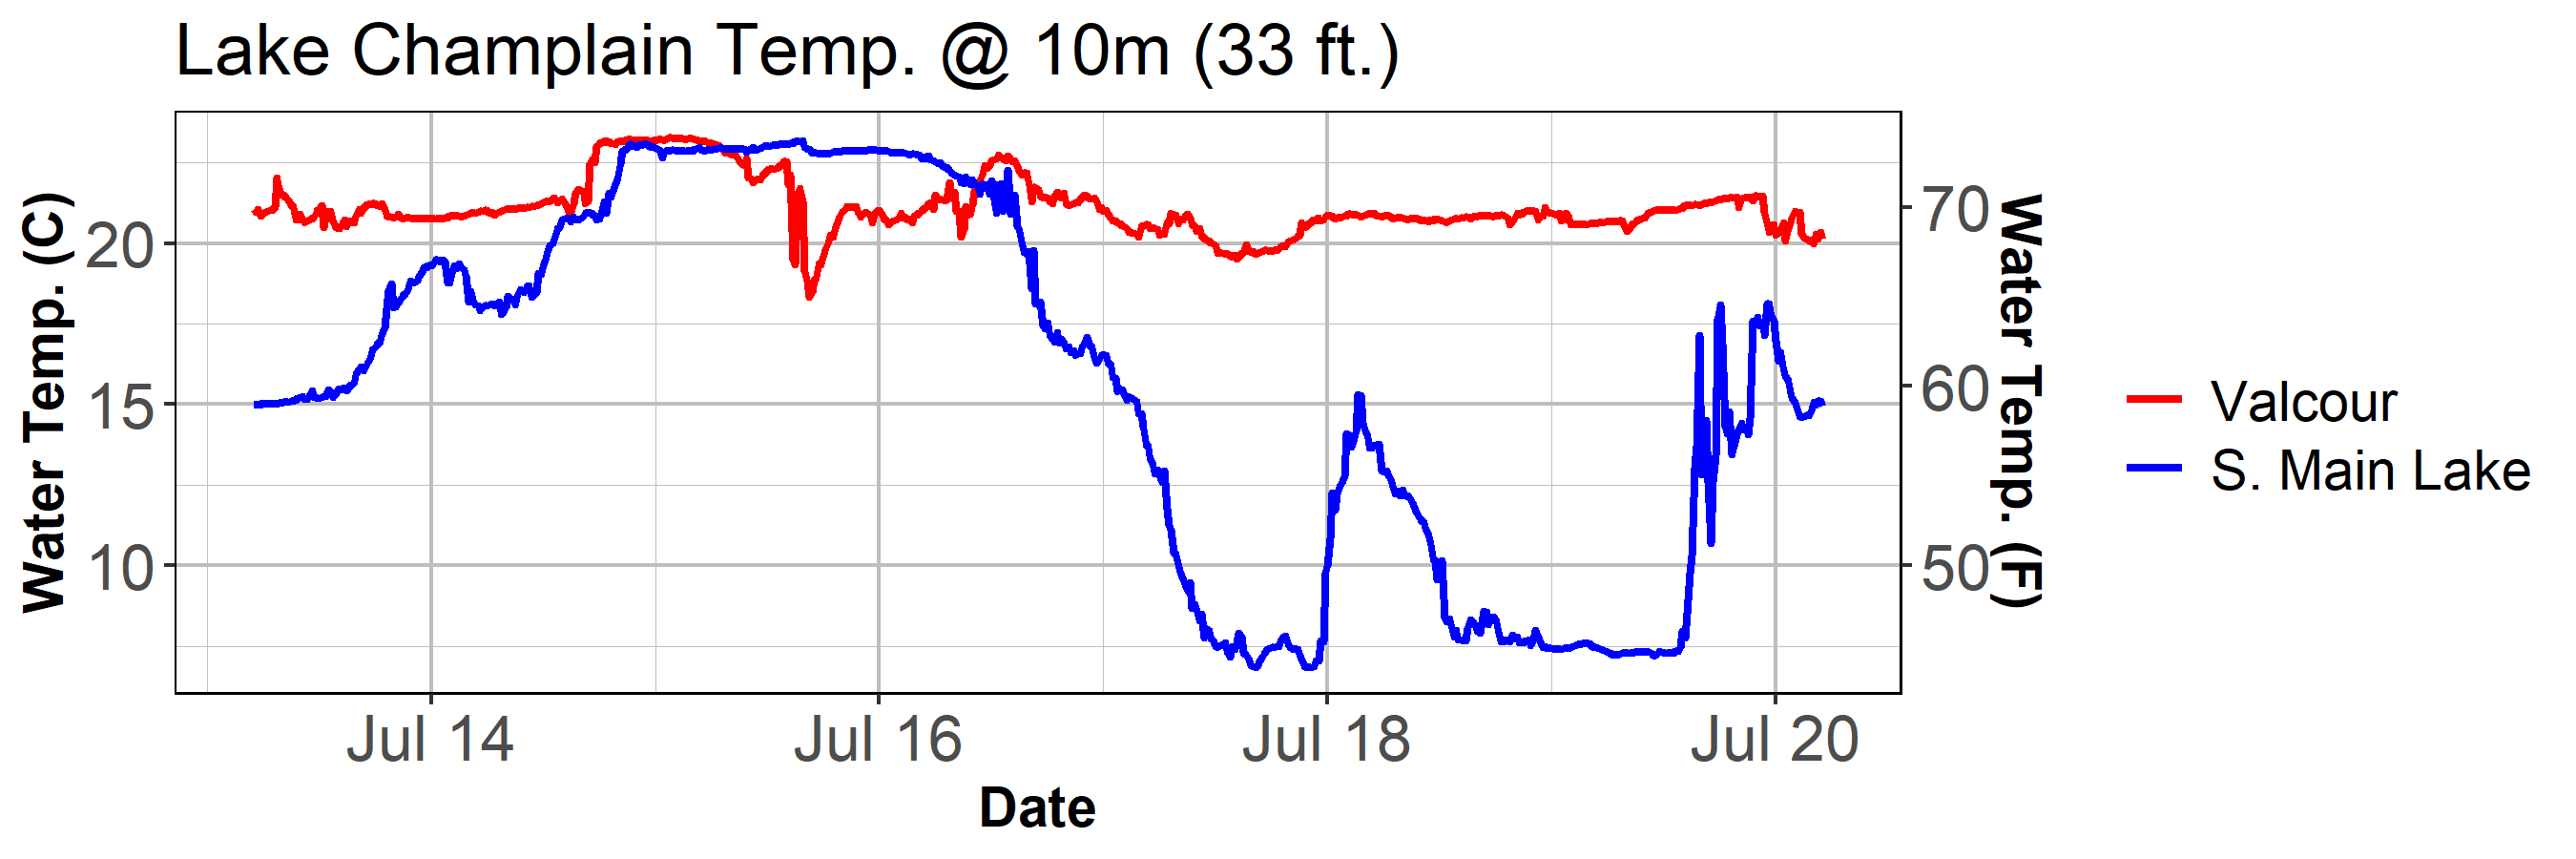 Lake Champlain Temp. @ 10m (33 ft.)
Water Temp. (C)
20
15
10
70
60
50
Water Temp. (F)
Jul 14
Jul 16
Jul 18
Jul 20
Date
Valcour
S. Main Lake